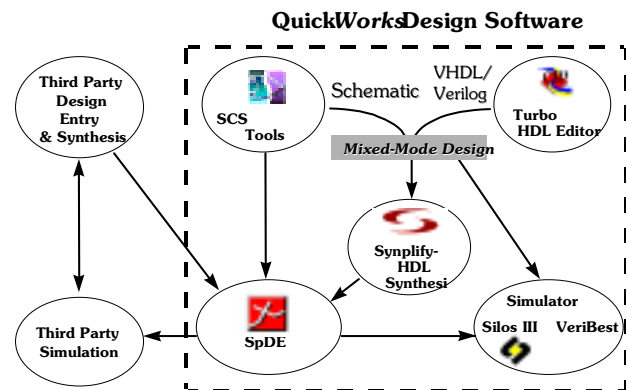 QuickWorksDesign Software
Third Party
Design
Entry
& Synthesis
SCS
Tools
Schematic
VHDL/
Verilog
Turbo
HDL Editor
Mixed-Mode Design
Synplify-
HDL
Synthesi
Third Party
Simulation
SpDE
Simulator
Silos III VeriBest